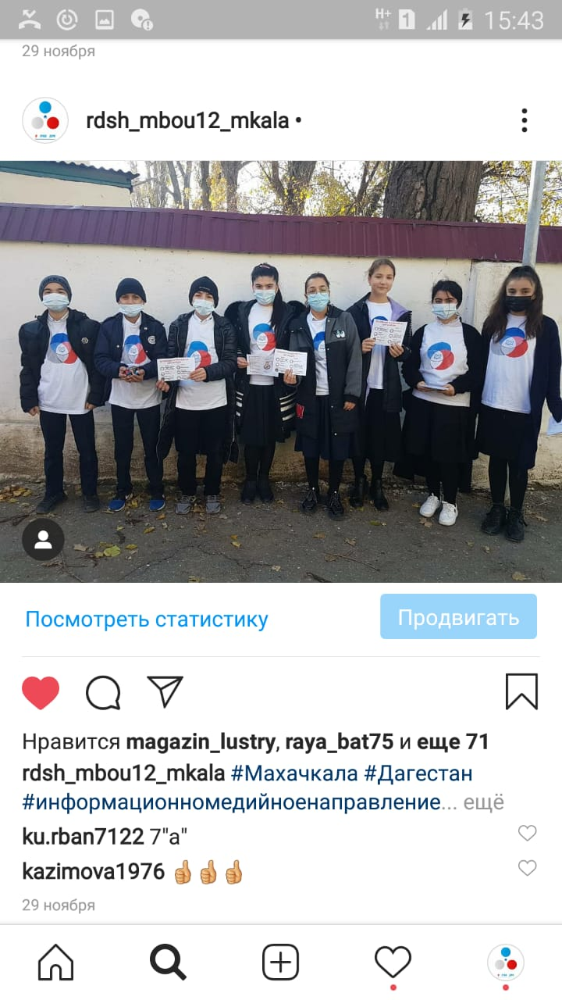 H+ 1 15:43
29 ноября
rdsh_mbou12_mkala •
Посмотреть статистику
Продвигать
Нравится magazin_lustry, raya_bat75 и еще 71
rdsh_mbou12_mkala #Махачкала #Дагестан
#информационномедийноенаправление... ещё
ku.rban7122 7"а"
kazimova1976 👍👍👍
29 ноября